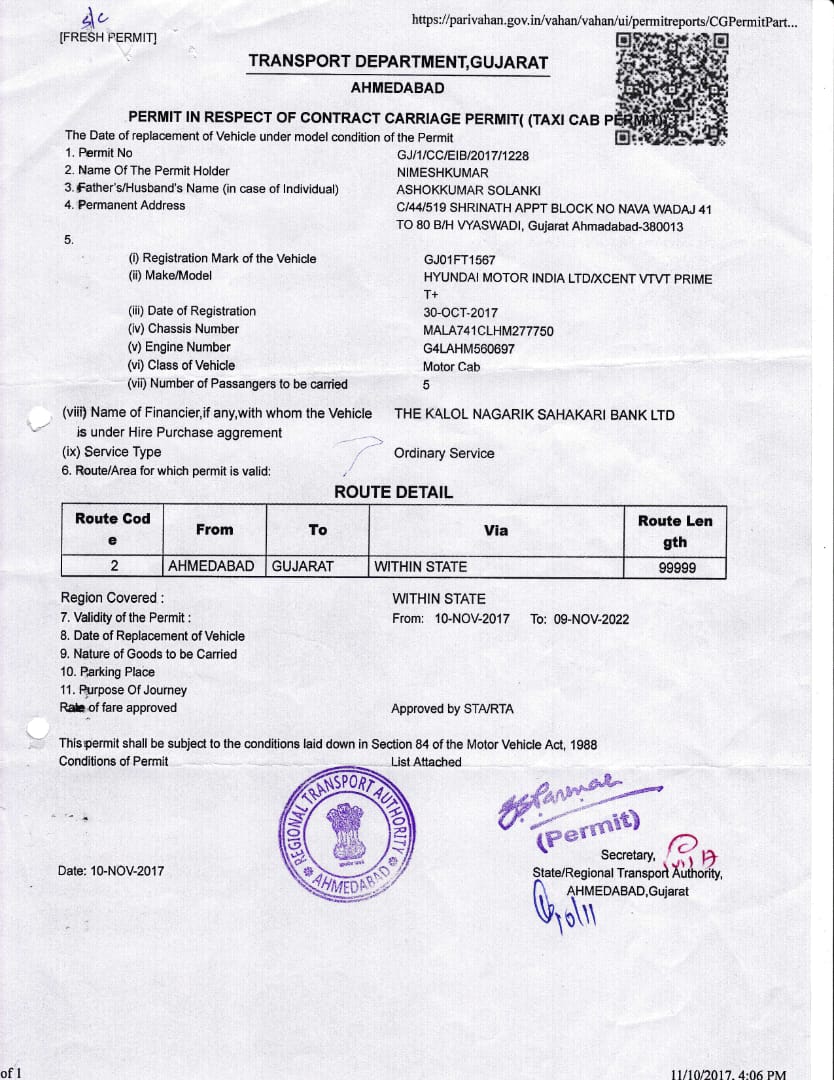 s/c
https://parivahan.gov.in/vahan/vahan/ui/permitreports/CGPermitPart...
[FRESH PERMIT]
TRANSPORT DEPARTMENT,GUJARAT
AHMEDABAD
PERMIT IN RESPECT OF CONTRACT CARRIAGE PERMIT( (TAXI CAB PERMIT) )
The Date of replacement of Vehicle under model condition of the Permit
1. Permit No GJ/1/CC/EIB/2017/1228
2. Name Of The Permit Holder NIMESHKUMAR
3. Father's/Husband's Name (in case of Individual) ASHOKKUMAR SOLANKI
4. Permanent Address C/44/519 SHRINATH APPT BLOCK NO NAVA WADAJ 41
TO 80 B/H VYASWADI, Gujarat Ahmadabad-380013
5.
(i) Registration Mark of the Vehicle GJ01FT1567
(ii) Make/Model HYUNDAI MOTOR INDIA LTD/XCENT VTVT PRIME
T+
(iii) Date of Registration 30-OCT-2017
(iv) Chassis Number MALA741CLHM277750
(v) Engine Number G4LAHM560697
(vi) Class of Vehicle Motor Cab
(vii) Number of Passangers to be carried 5
(viii) Name of Financier,if any,with whom the Vehicle THE KALOL NAGARIK SAHAKARI BANK LTD
is under Hire Purchase aggrement
(ix) Service Type Ordinary Service
6. Route/Area for which permit is valid:
ROUTE DETAIL
Route Cod
e From To Via Route Len
gth
2 AHMEDABAD GUJARAT WITHIN STATE 99999
Region Covered : WITHIN STATE
7. Validity of the Permit : From: 10-NOV-2017 To: 09-NOV-2022
8. Date of Replacement of Vehicle
9. Nature of Goods to be Carried
10. Parking Place
11. Purpose Of Journey
Rate of fare approved Approved by STA/RTA
This permit shall be subject to the conditions laid down in Section 84 of the Motor Vehicle Act, 1988
Conditions of Permit List Attached
REGIONAL TRANSPORT AUTHORITY
AHMEDABAD
(Permit)
Secretary,
Date: 10-NOV-2017
State/Regional Transport Authority,
AHMEDABAD,Gujarat
of 1
11/10/2017, 4:06 PM